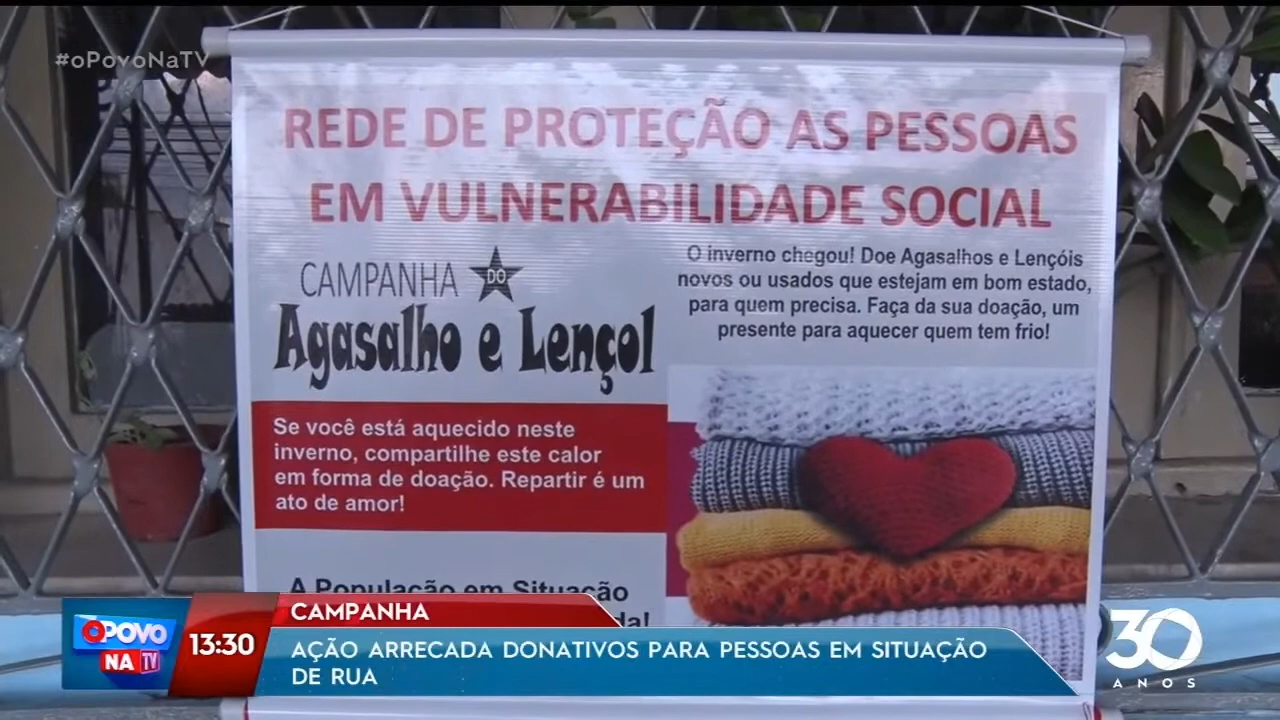 #oPovoNaTV
REDE DE PROTEÇÃO AS PESSOAS
EM VULNERABILIDADE SOCIAL
CAMPANHA DO
Agasalho e Lençol
O inverno chegou! Doe Agasalhos e Lençóis
novos ou usados que estejam em bom estado,
para quem precisa. Faça da sua doação, um
presente para aquecer quem tem frio!
Se você está aquecido neste
inverno, compartilhe este calor
em forma de doação. Repartir é um
ato de amor!
A População em Situação
O POVO
NA TV
13:30
CAMPANHA
AÇÃO ARRECADA DONATIVOS PARA PESSOAS EM SITUAÇÃO
DE RUA
30
ANOS